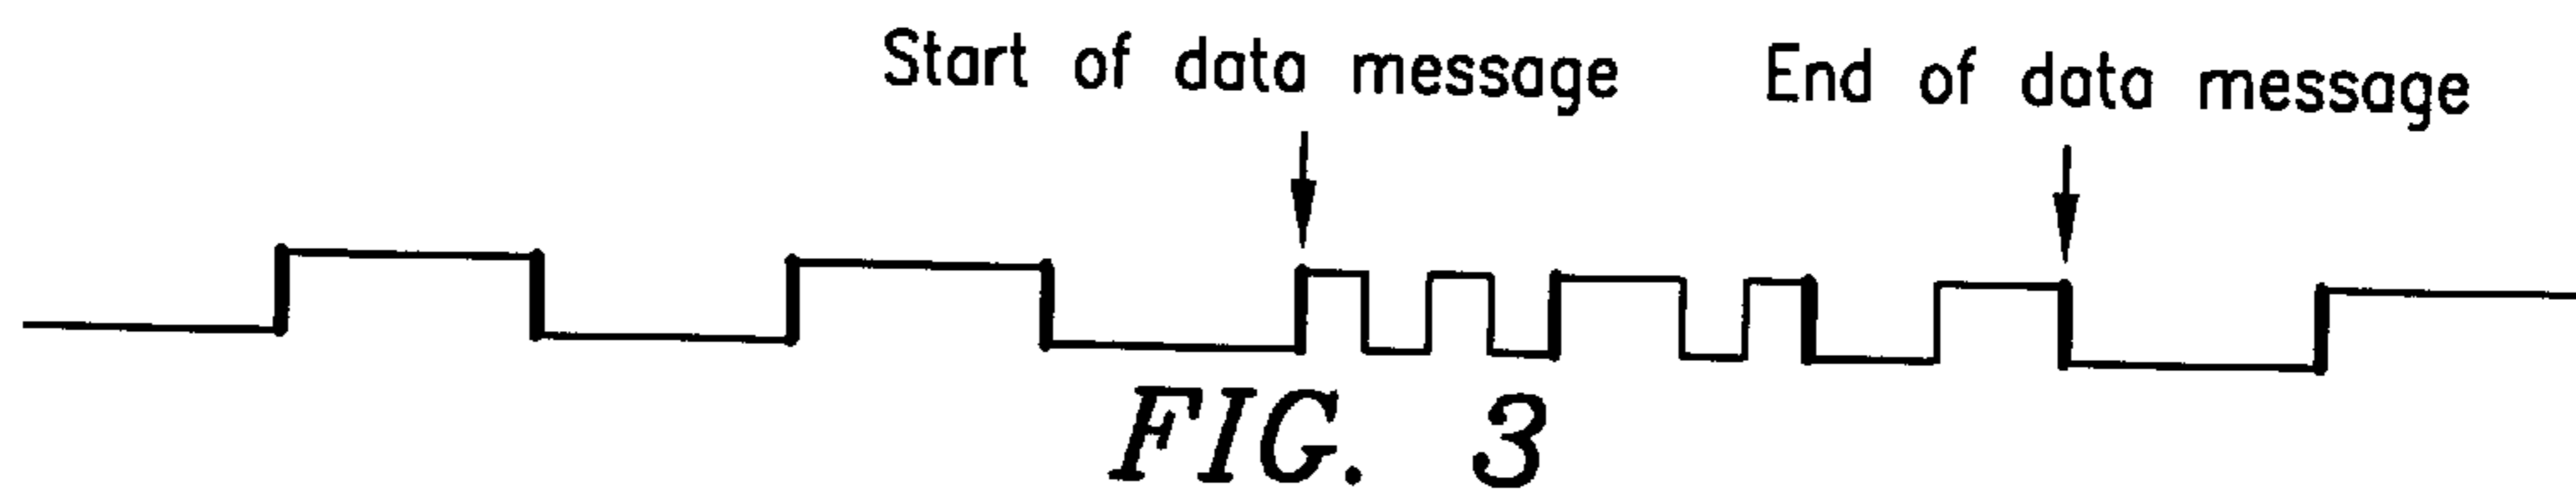 Start of data message
End of data message
FIG. 3